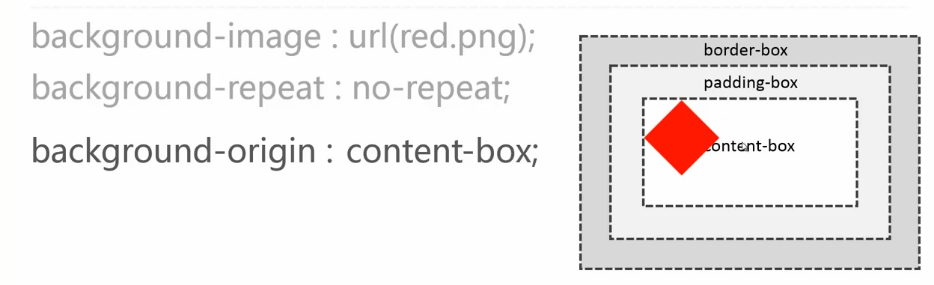 background-image : url(red.png);
background-repeat : no-repeat;
background-origin : content-box;
border-box
padding-box
content-box